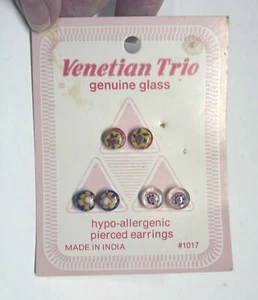 Venetian Trio
genuine glass
hypo-allergenic
pierced earrings
MADE IN INDIA #1017